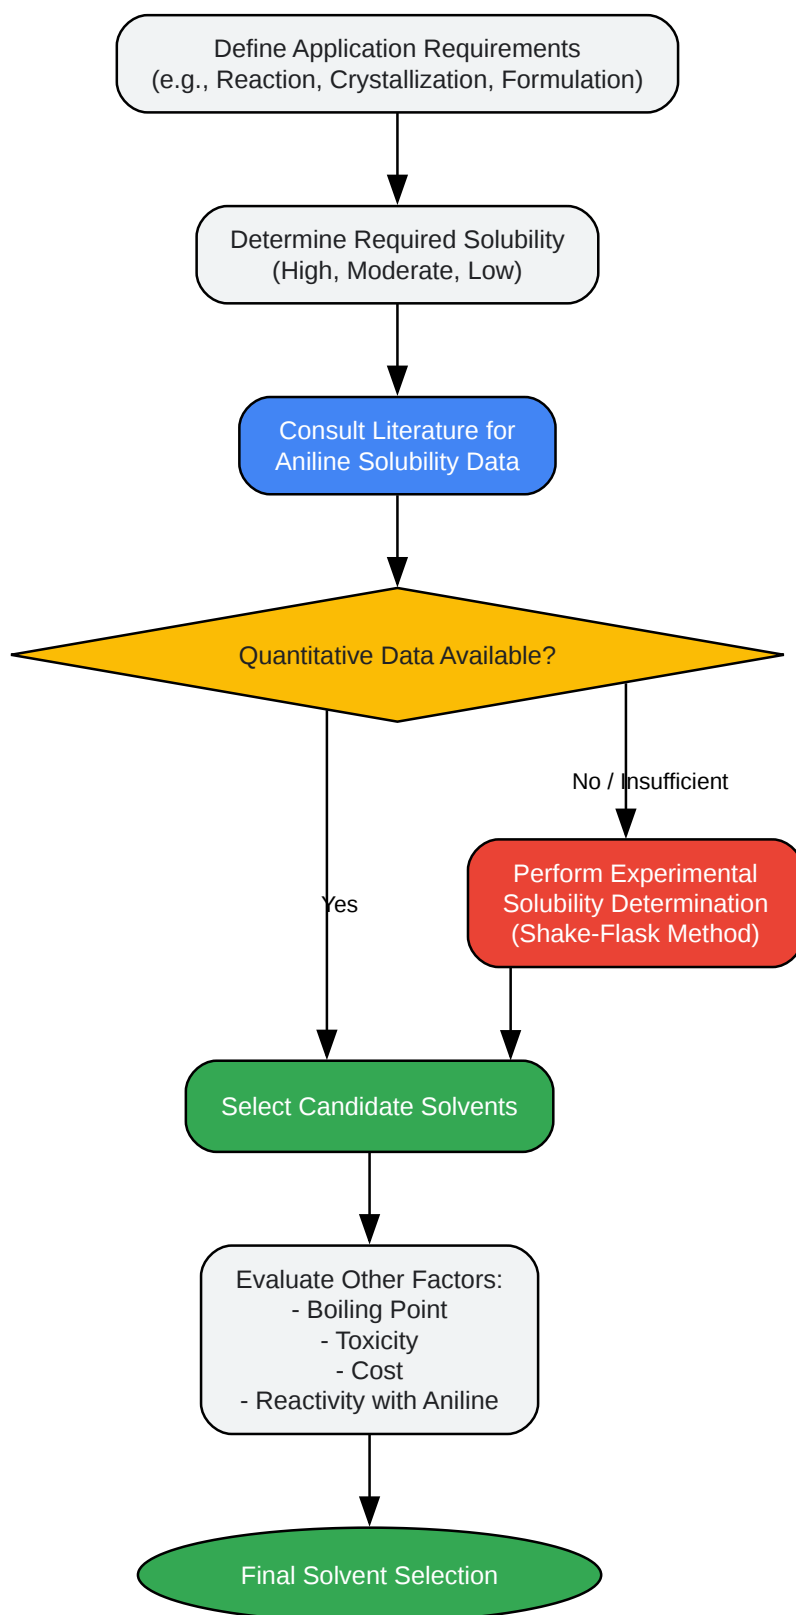 Define Application Requirements
(e.g., Reaction, Crystallization, Formulation)
Determine Required Solubility
(High, Moderate, Low)
Consult Literature for
Aniline Solubility Data
Quantitative Data Available?
No / Insufficient
Perform Experimental
Solubility Determination
(Shake-Flask Method)
Yes
Select Candidate Solvents
Evaluate Other Factors:
- Boiling Point
- Toxicity
- Cost
- Reactivity with Aniline
Final Solvent Selection